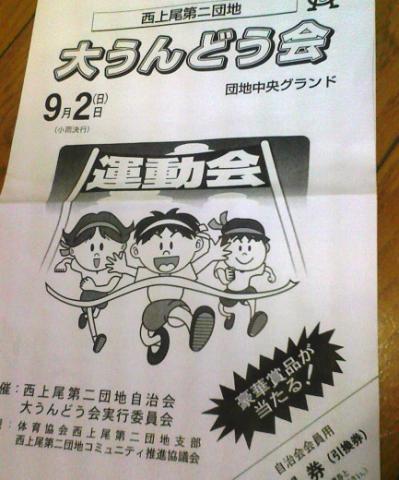 西上尾第二団地
大うんどう会
9月2日(日)
団地中央グランド
(小雨決行)
運動会
豪華賞品が
当たる!
催:西上尾第二団地自治会
大うんどう会実行委員会
:体育協会西上尾第二団地支部
西上尾第二団地コミュニティ推進協議会
自治会会員用
券(引換券)